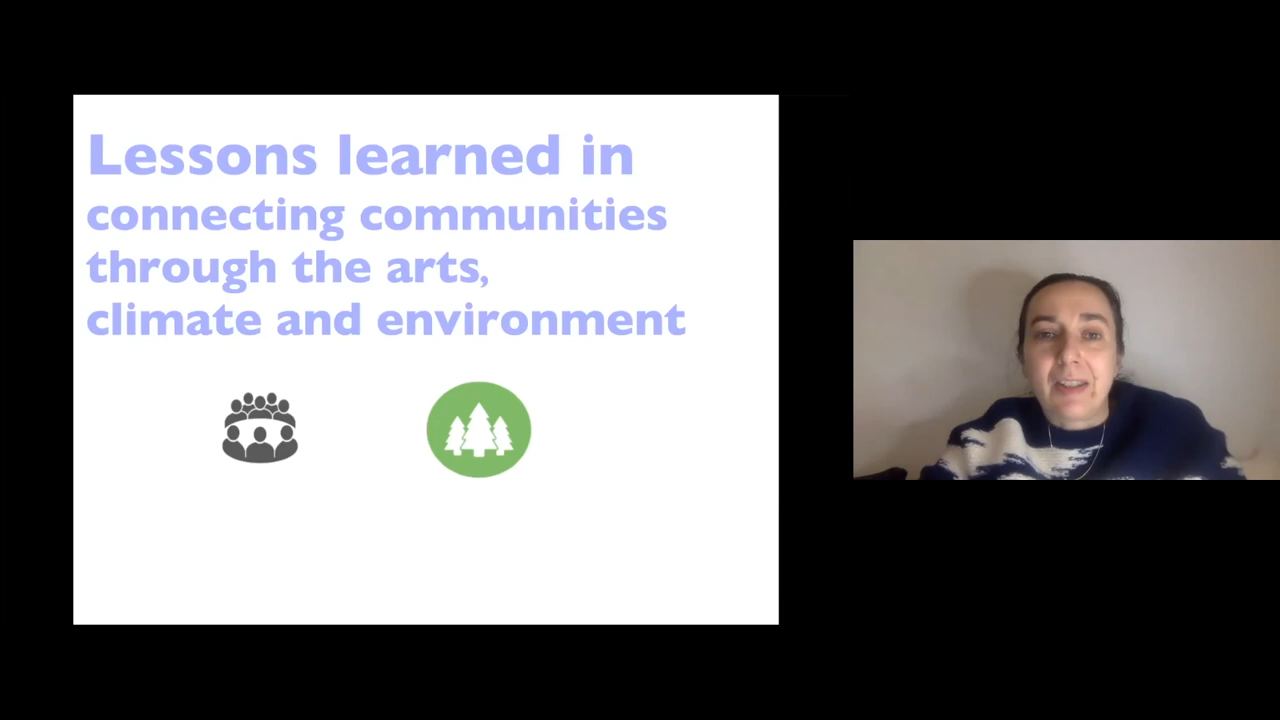 Lessons learned in
connecting communities
through the arts,
climate and environment